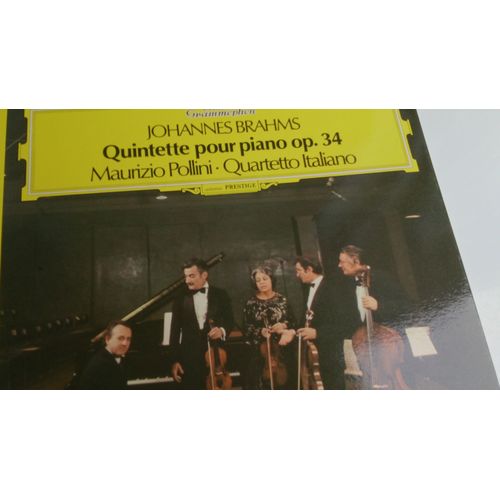 Grammophon
JOHANNES BRAHMS
Quintette pour piano op. 34
Maurizio Pollini · Quartetto Italiano
PRESTIGE